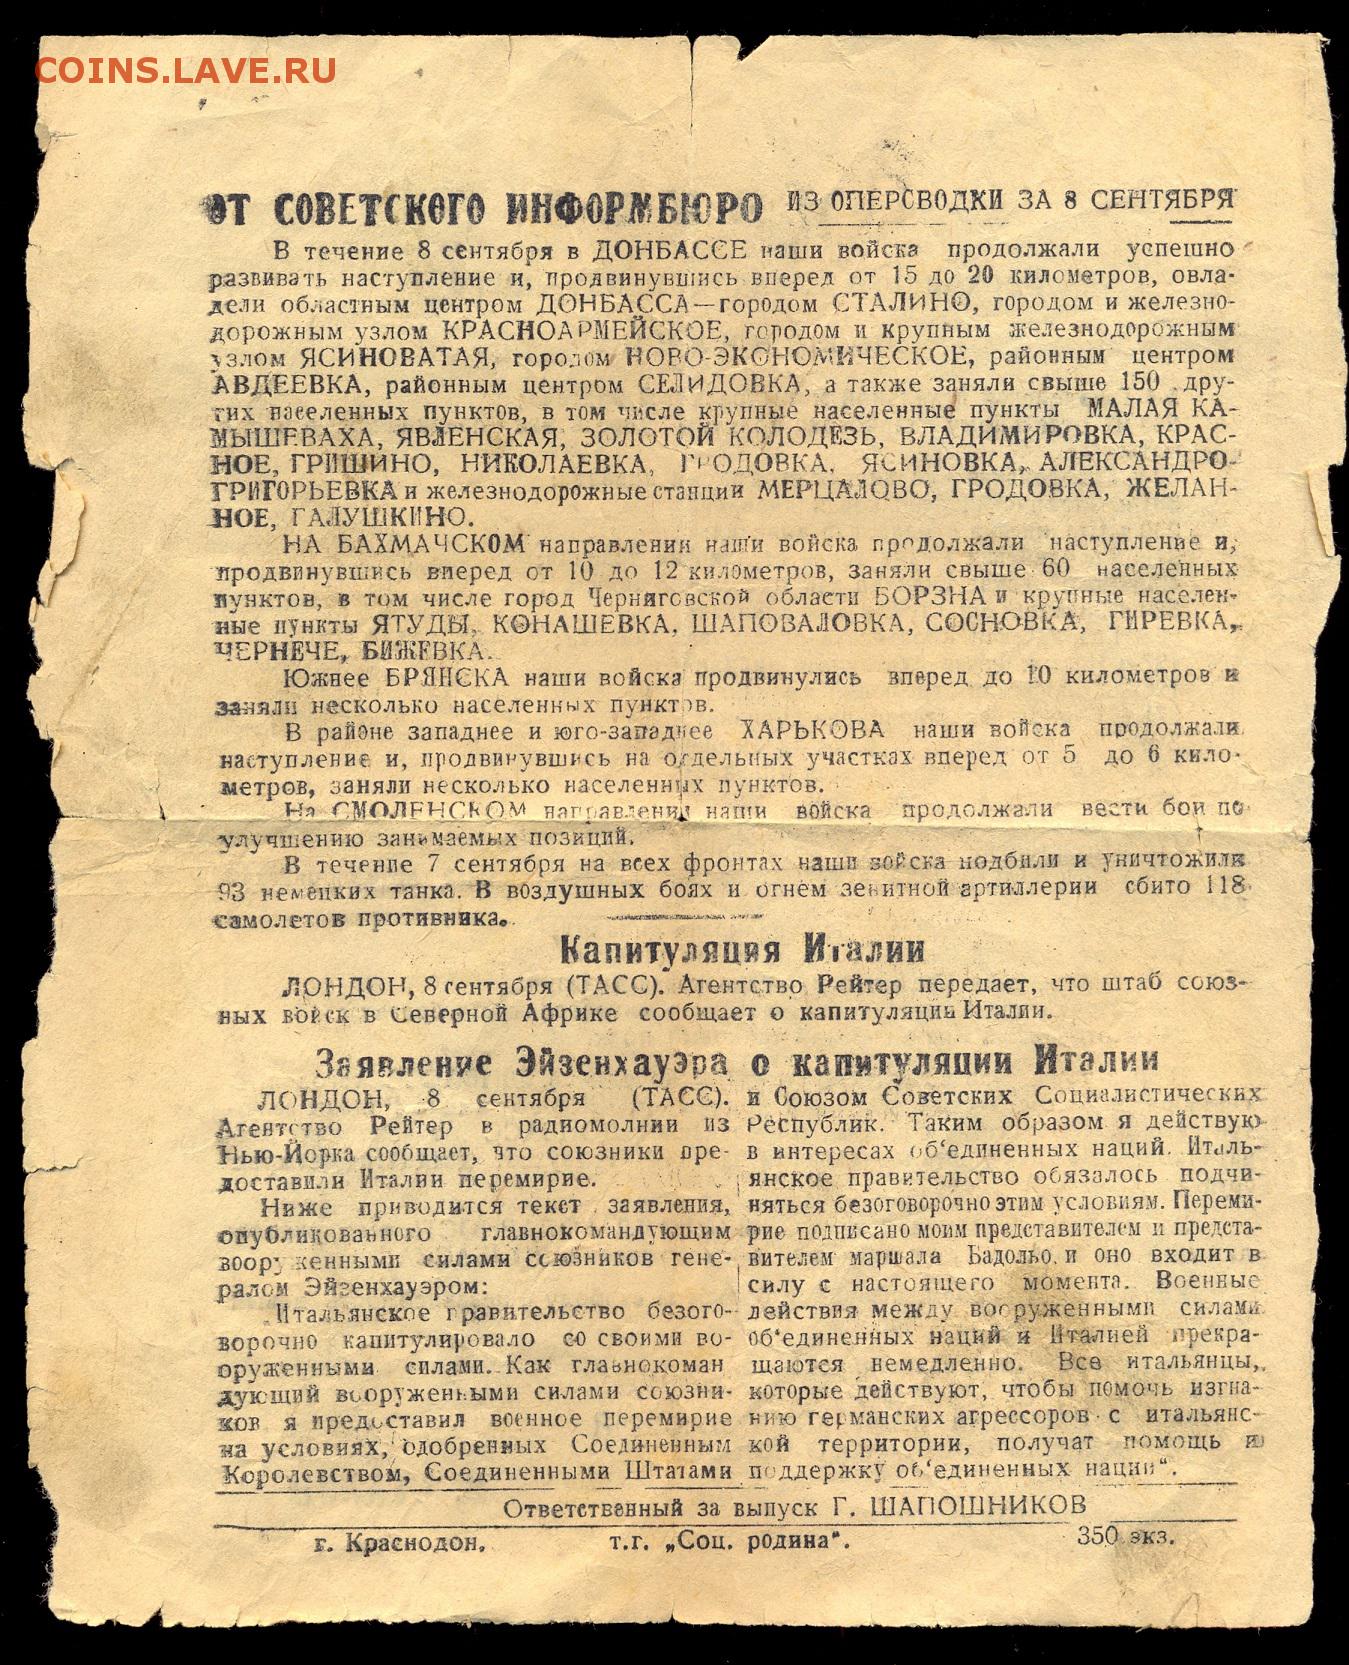 COINS.LAVE.RU
ОТ СОВЕТСКОГО ИНФОРМБЮРО ИЗ ОПЕРСВОДКИ ЗА 8 СЕНТЯБРЯ
В течение 8 сентября в ДОНБАССЕ наши войска продолжали успешно
развивать наступление и, продвинувшись вперед от 15 до 20 километров, овла-
дели областным центром ДОНБАССА—городом СТАЛИНО, городом и железно-
дорожным узлом КРАСНОАРМЕЙСКОЕ, городом и крупным железнодорожным
узлом ЯСИНОВАТАЯ, городом НОВО-ЭКОНОМИЧЕСКОЕ, районным центром
АВДЕЕВКА, районным центром СЕЛИДОВКА, а также заняли свыше 150 дру-
гих населенных пунктов, в том числе крупные населенные пункты МАЛАЯ КА-
МЫШЕВАХА, ЯВЛЕНСКАЯ, ЗОЛОТОЙ КОЛОДЕЗЬ, ВЛАДИМИРОВКА, КРАС-
НОЕ, ГРИШИНО, НИКОЛАЕВКА, ГРОДОВКА, ЯСИНОВКА, АЛЕКСАНДРО-
ГРИГОРЬЕВКА и железнодорожные станции МЕРЦАЛОВО, ГРОДОВКА, ЖЕЛАН-
НОЕ, ГАЛУШКИНО.
НА БАХМАЧСКОМ направлении наши войска продолжали наступление и,
продвинувшись вперед от 10 до 12 километров, заняли свыше 60 населенных
пунктов, в том числе город Черниговской области БОРЗНА и крупные населен-
ные пункты ЯТУДЫ, КОНАШЕВКА, ШАПОВАЛОВКА, СОСНОВКА, ГИРЕВКА,
ЧЕРНЕЧЕ, БИЖЕВКА.
Южнее БРЯНСКА наши войска продвинулись вперед до 10 километров и
заняли несколько населенных пунктов.
В районе западнее и юго-западнее ХАРЬКОВА наши войска продолжали
наступление и, продвинувшись на отдельных участках вперед от 5 до 6 кило-
метров, заняли несколько населенных пунктов.
На СМОЛЕНСКОМ направлении наши войска продолжали вести бои по
улучшению занимаемых позиций.
В течение 7 сентября на всех фронтах наши войска подбили и уничтожили
93 немецких танка. В воздушных боях и огнем зенитной артиллерии сбито 118
самолетов противника.
Капитуляция Италии
ЛОНДОН, 8 сентября (ТАСС). Агентство Рейтер передает, что штаб союз-
ных войск в Северной Африке сообщает о капитуляции Италии.
Заявление Эйзенхауэра о капитуляции Италии
ЛОНДОН, 8 сентября (ТАСС).
Агентство Рейтер в радиомолнии из
Нью-Йорка сообщает, что союзники пре-
доставили Италии перемирие.
Ниже приводится текст заявления,
опубликованного главнокомандующим
вооруженными силами союзников гене-
ралом Эйзенхауэром:
„Итальянское правительство безого-
ворочно капитулировало со своими во-
оруженными силами. Как главнокоман
дующий вооруженными силами союзни-
ков я предоставил военное перемирие
на условиях, одобренных Соединенным
Королевством, Соединенными Штатами
и Союзом Советских Социалистических
Республик. Таким образом я действую
в интересах об‘единенных наций. Италь-
янское правительство обязалось подчи-
няться безоговорочно этим условиям. Переми-
рие подписано моим представителем и предста-
вителем маршала Бадольо, и оно входит в
силу с настоящего момента. Военные
действия между вооруженными силами
об‘единенных наций и Италией прекра-
щаются немедленно. Все итальянцы,
которые действуют, чтобы помочь изгна-
нию германских агрессоров с итальянс-
кой территории, получат помощь и
поддержку об‘единенных наций“.
Ответственный за выпуск Г. ШАПОШНИКОВ
г. Краснодон. т.г. „Соц. родина“. 350 экз.